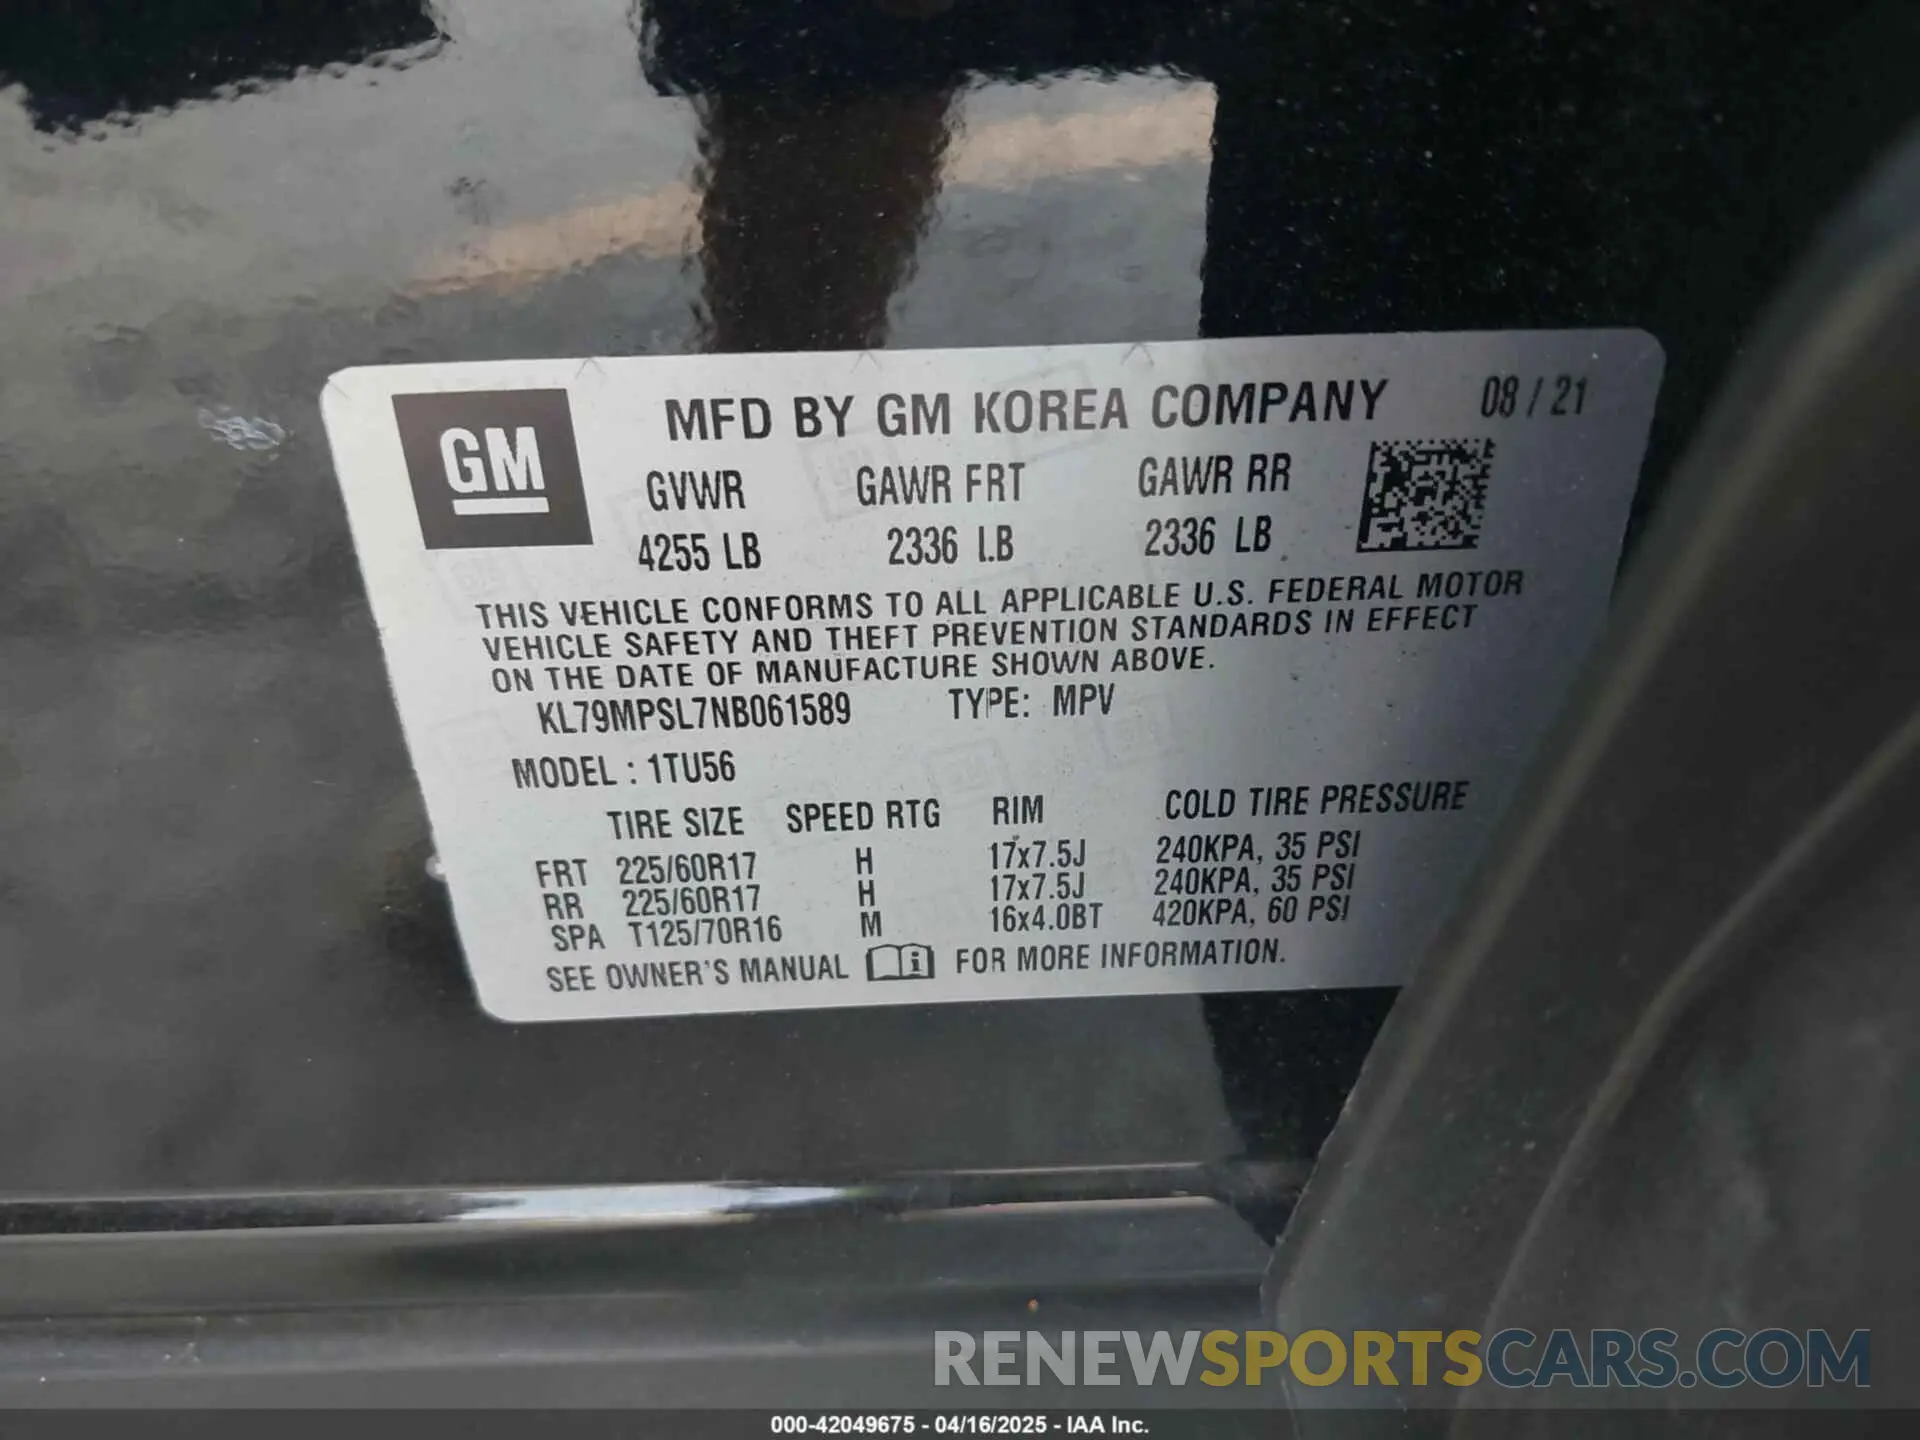 GM
MFD BY GM KOREA COMPANY 08 / 21
GVWR GAWR FRT GAWR RR
4255 LB 2336 LB 2336 LB
THIS VEHICLE CONFORMS TO ALL APPLICABLE U.S. FEDERAL MOTOR
VEHICLE SAFETY AND THEFT PREVENTION STANDARDS IN EFFECT
ON THE DATE OF MANUFACTURE SHOWN ABOVE.
KL79MPSL7NB061589 TYPE: MPV
MODEL : 1TU56
TIRE SIZE SPEED RTG RIM COLD TIRE PRESSURE
FRT 225/60R17 H 17x7.5J 240KPA, 35 PSI
RR 225/60R17 H 17x7.5J 240KPA, 35 PSI
SPA T125/70R16 M 16x4.0BT 420KPA, 60 PSI
SEE OWNER'S MANUAL i FOR MORE INFORMATION.
RENEWSPORTSCARS.COM
000-42049675 - 04/16/2025 - IAA Inc.